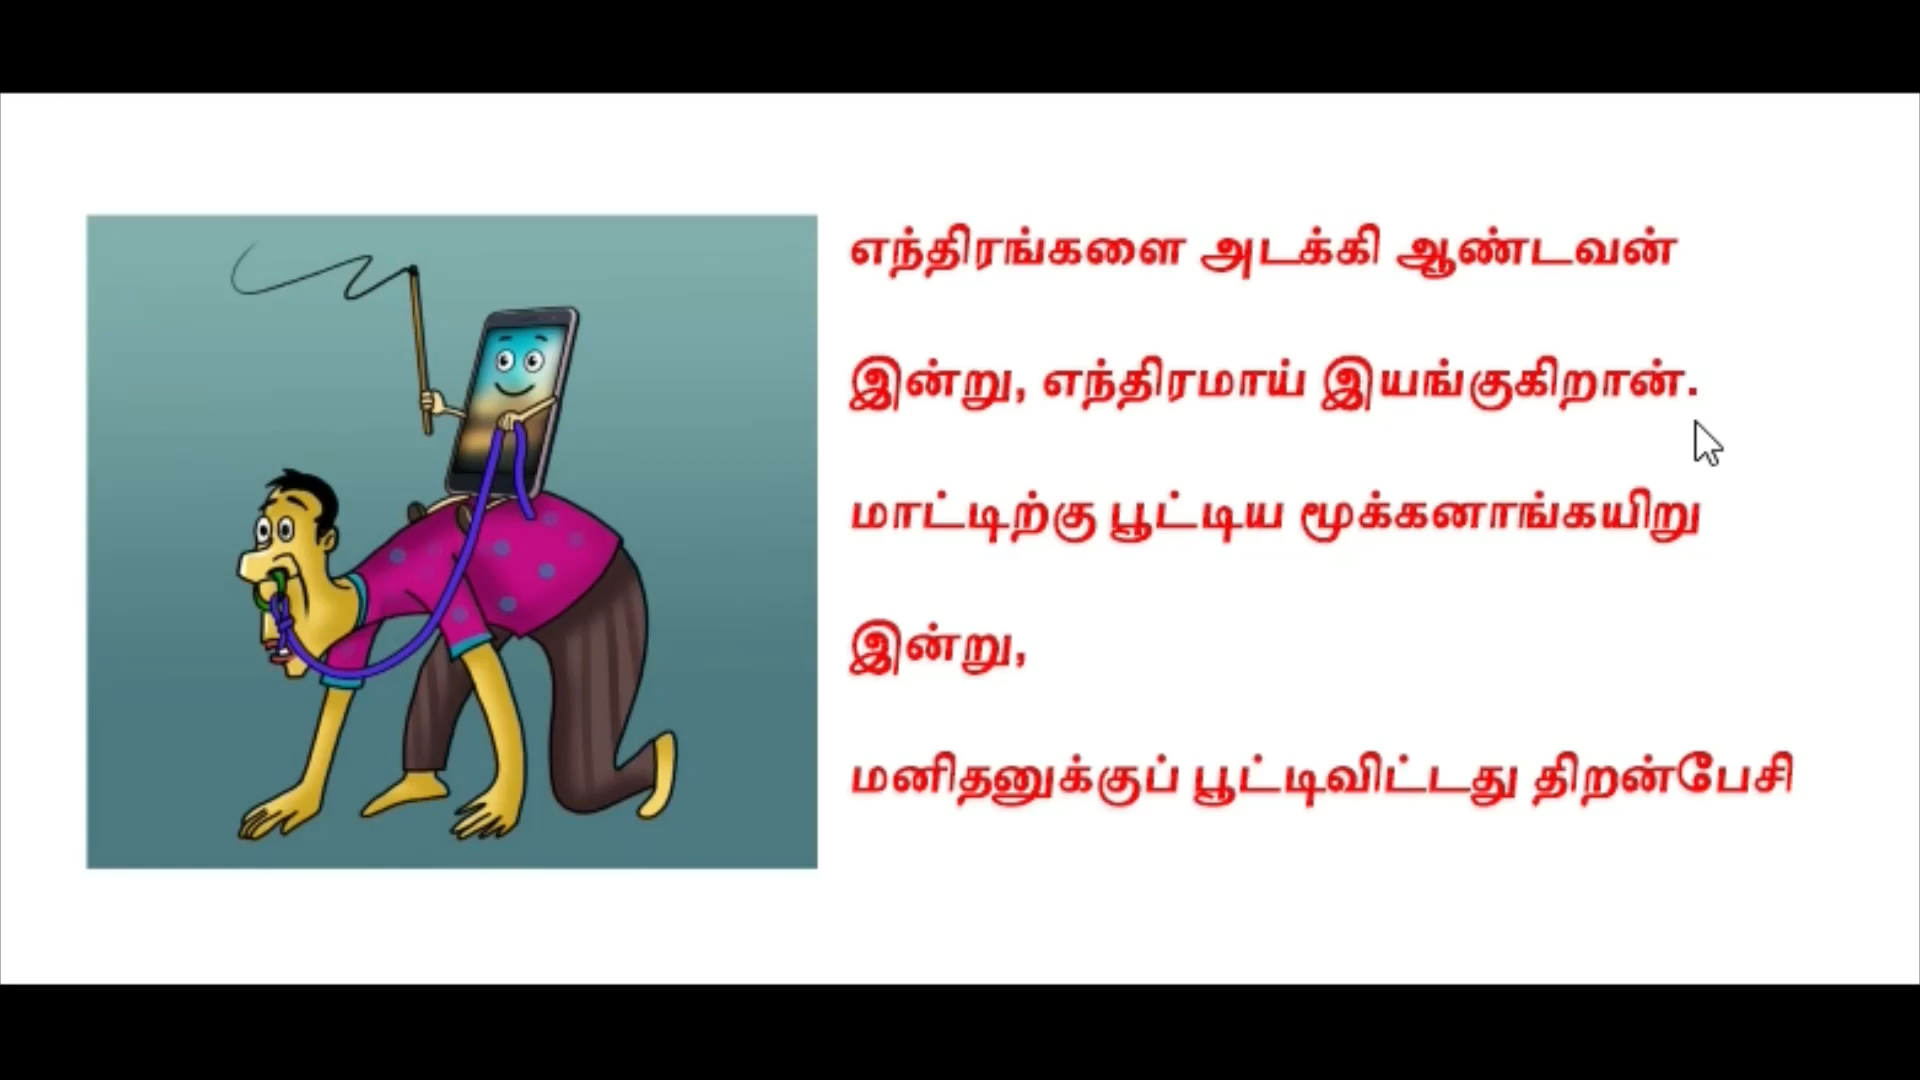 எந்திரங்களை அடக்கி ஆண்டவன்
இன்று, எந்திரமாய் இயங்குகிறான்.
மாட்டிற்கு பூட்டிய மூக்கனாங்கயிறு
இன்று,
மனிதனுக்குப் பூட்டிவிட்டது திறன்பேசி